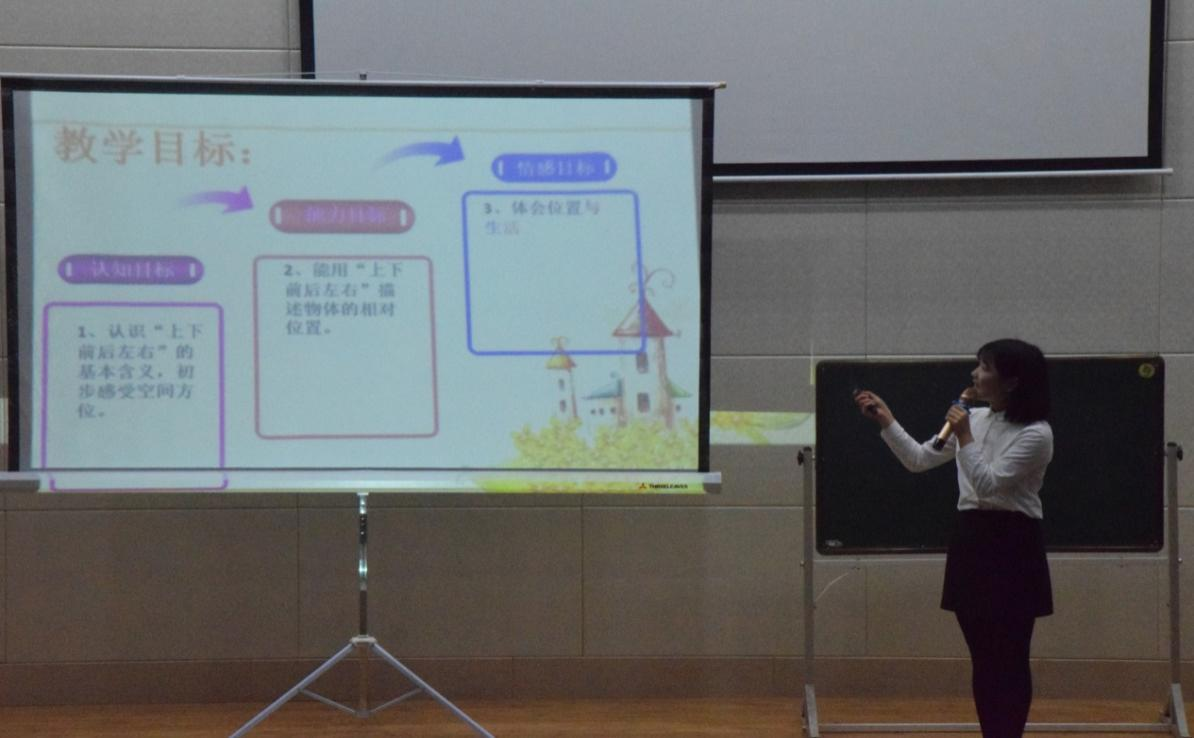 教学目标：
认知目标
1、认识“上下
前后左右”的
基本含义，初
步感受空间方
位。
能力目标
2、能用“上下
前后左右”描
述物体的相对
位置。
情感目标
3、体会位置与
生活